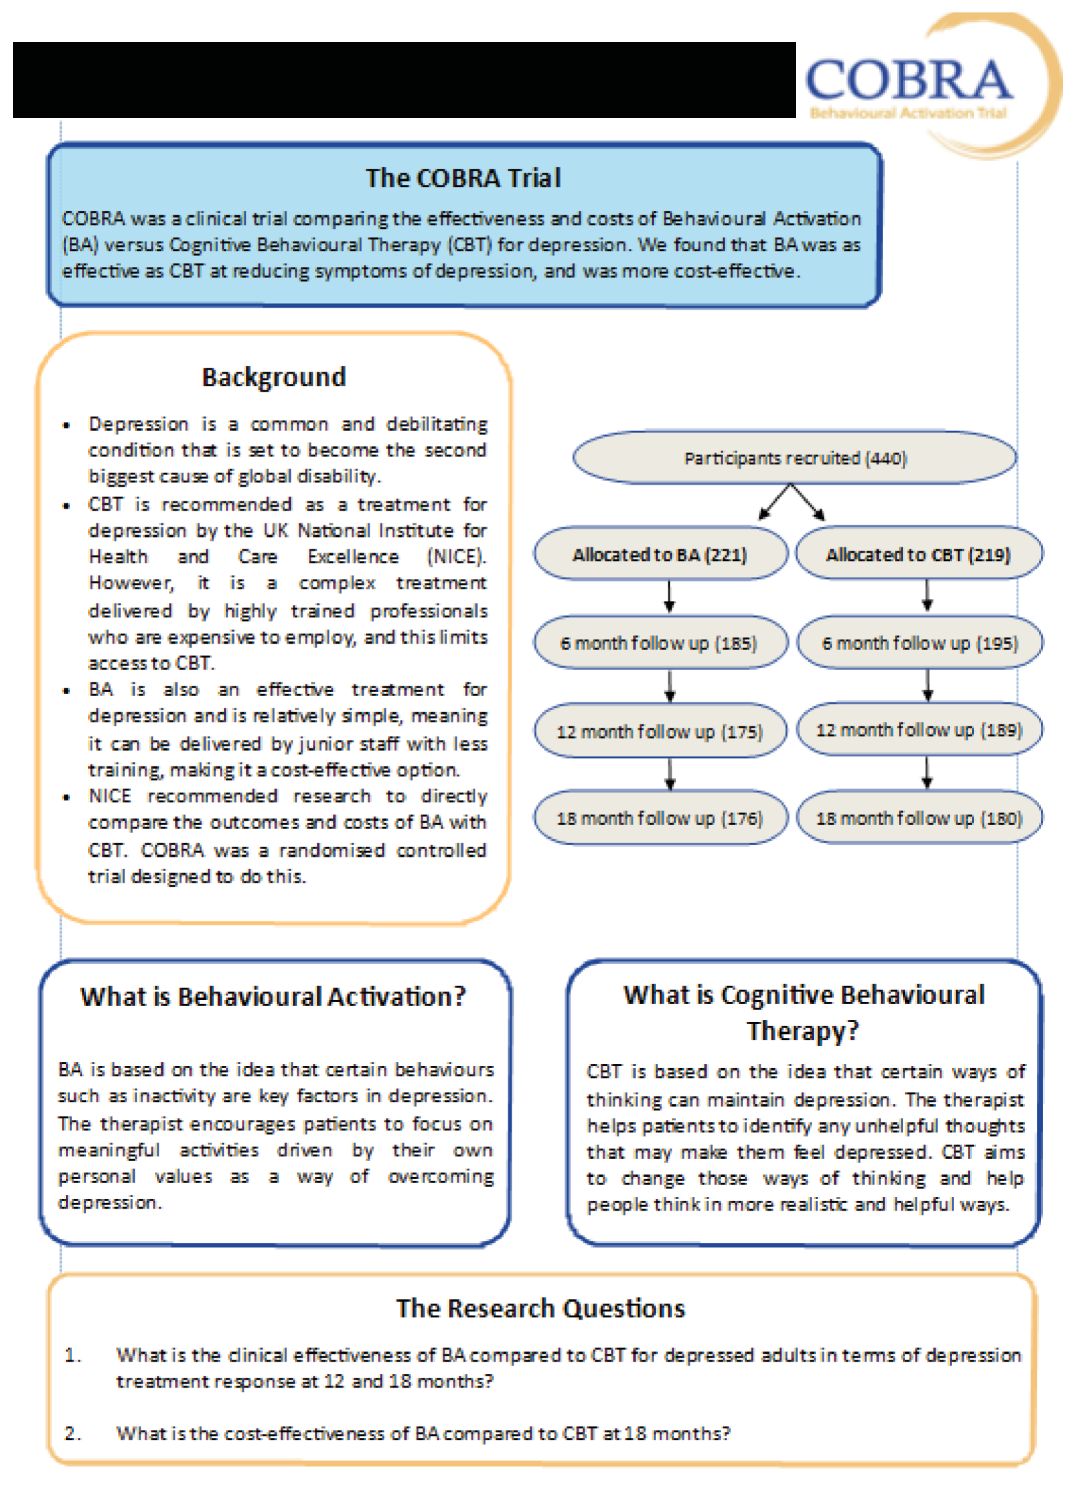 COBRA
Behavioural Activation Trial
The COBRA Trial
COBRA was a clinical trial comparing the effectiveness and costs of Behavioural Activation
(BA) versus Cognitive Behavioural Therapy (CBT) for depression. We found that BA was as
effective as CBT at reducing symptoms of depression, and was more cost-effective.
Background
• Depression is a common and debilitating
condition that is set to become the second
biggest cause of global disability.
• CBT is recommended as a treatment for
depression by the UK National Institute for
Health and Care Excellence (NICE).
However, it is a complex treatment
delivered by highly trained professionals
who are expensive to employ, and this limits
access to CBT.
• BA is also an effective treatment for
depression and is relatively simple, meaning
it can be delivered by junior staff with less
training, making it a cost-effective option.
• NICE recommended research to directly
compare the outcomes and costs of BA with
CBT. COBRA was a randomised controlled
trial designed to do this.
Participants recruited (440)
Allocated to BA (221)
Allocated to CBT (219)
6 month follow up (185)
6 month follow up (195)
12 month follow up (175)
12 month follow up (189)
18 month follow up (176)
18 month follow up (180)
What is Behavioural Activation?
BA is based on the idea that certain behaviours
such as inactivity are key factors in depression.
The therapist encourages patients to focus on
meaningful activities driven by their own
personal values as a way of overcoming
depression.
What is Cognitive Behavioural
Therapy?
CBT is based on the idea that certain ways of
thinking can maintain depression. The therapist
helps patients to identify any unhelpful thoughts
that may make them feel depressed. CBT aims
to change those ways of thinking and help
people think in more realistic and helpful ways.
The Research Questions
1. What is the clinical effectiveness of BA compared to CBT for depressed adults in terms of depression
treatment response at 12 and 18 months?
2. What is the cost-effectiveness of BA compared to CBT at 18 months?